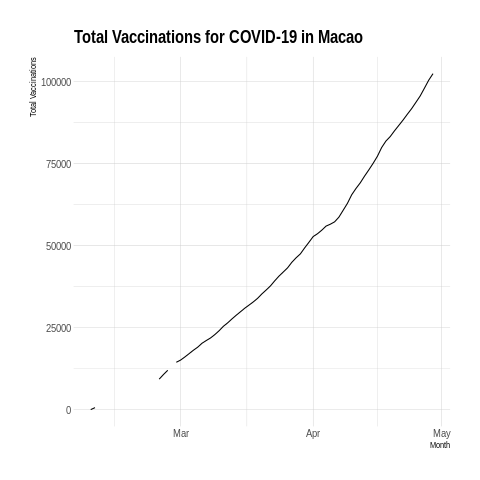 Total Vaccinations for COVID-19 in Macao
Total Vaccinations
100000
75000
50000
25000
0
Mar
Apr
May
Month